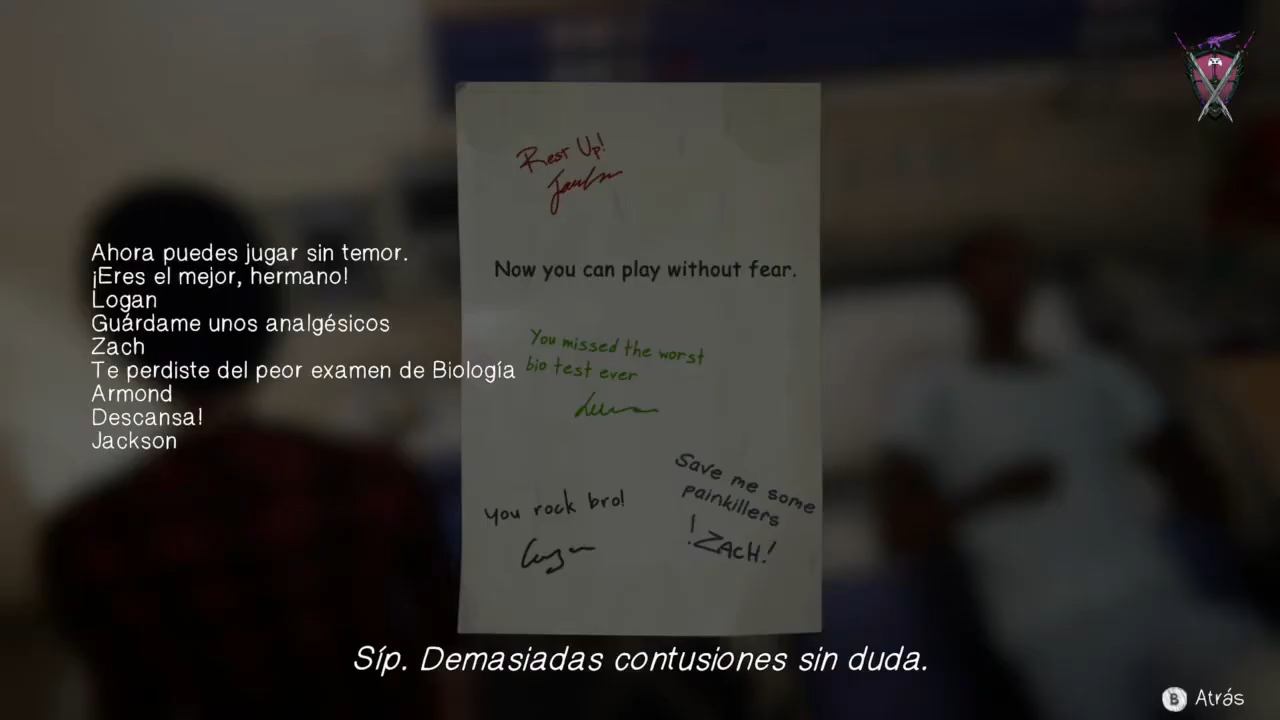 Ahora puedes jugar sin temor.
¡Eres el mejor, hermano!
Logan
Guárdame unos analgésicos
Zach
Te perdiste del peor examen de Biología
Armond
Descansa!
Jackson
Rest Up!
Now you can play without fear.
You missed the worst
bio test ever
You rock bro!
Save me some
painkillers
! ZAcH!
Síp. Demasiadas contusiones sin duda.
B Atrás